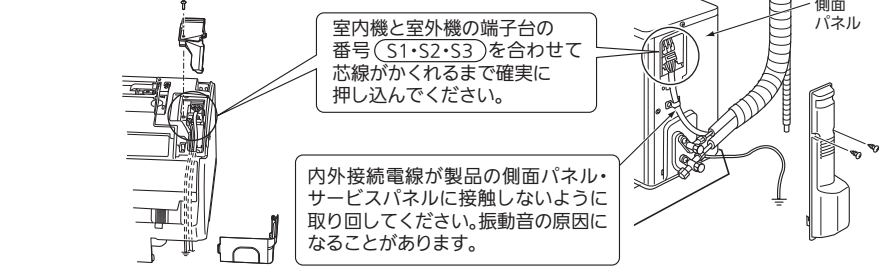 側面
パネル
室内機と室外機の端子台の
番号(S1・S2・S3)を合わせて
芯線がかくれるまで確実に
押し込んでください。
内外接続電線が製品の側面パネル・
サービスパネルに接触しないように
取り回してください。振動音の原因に
なることがあります。